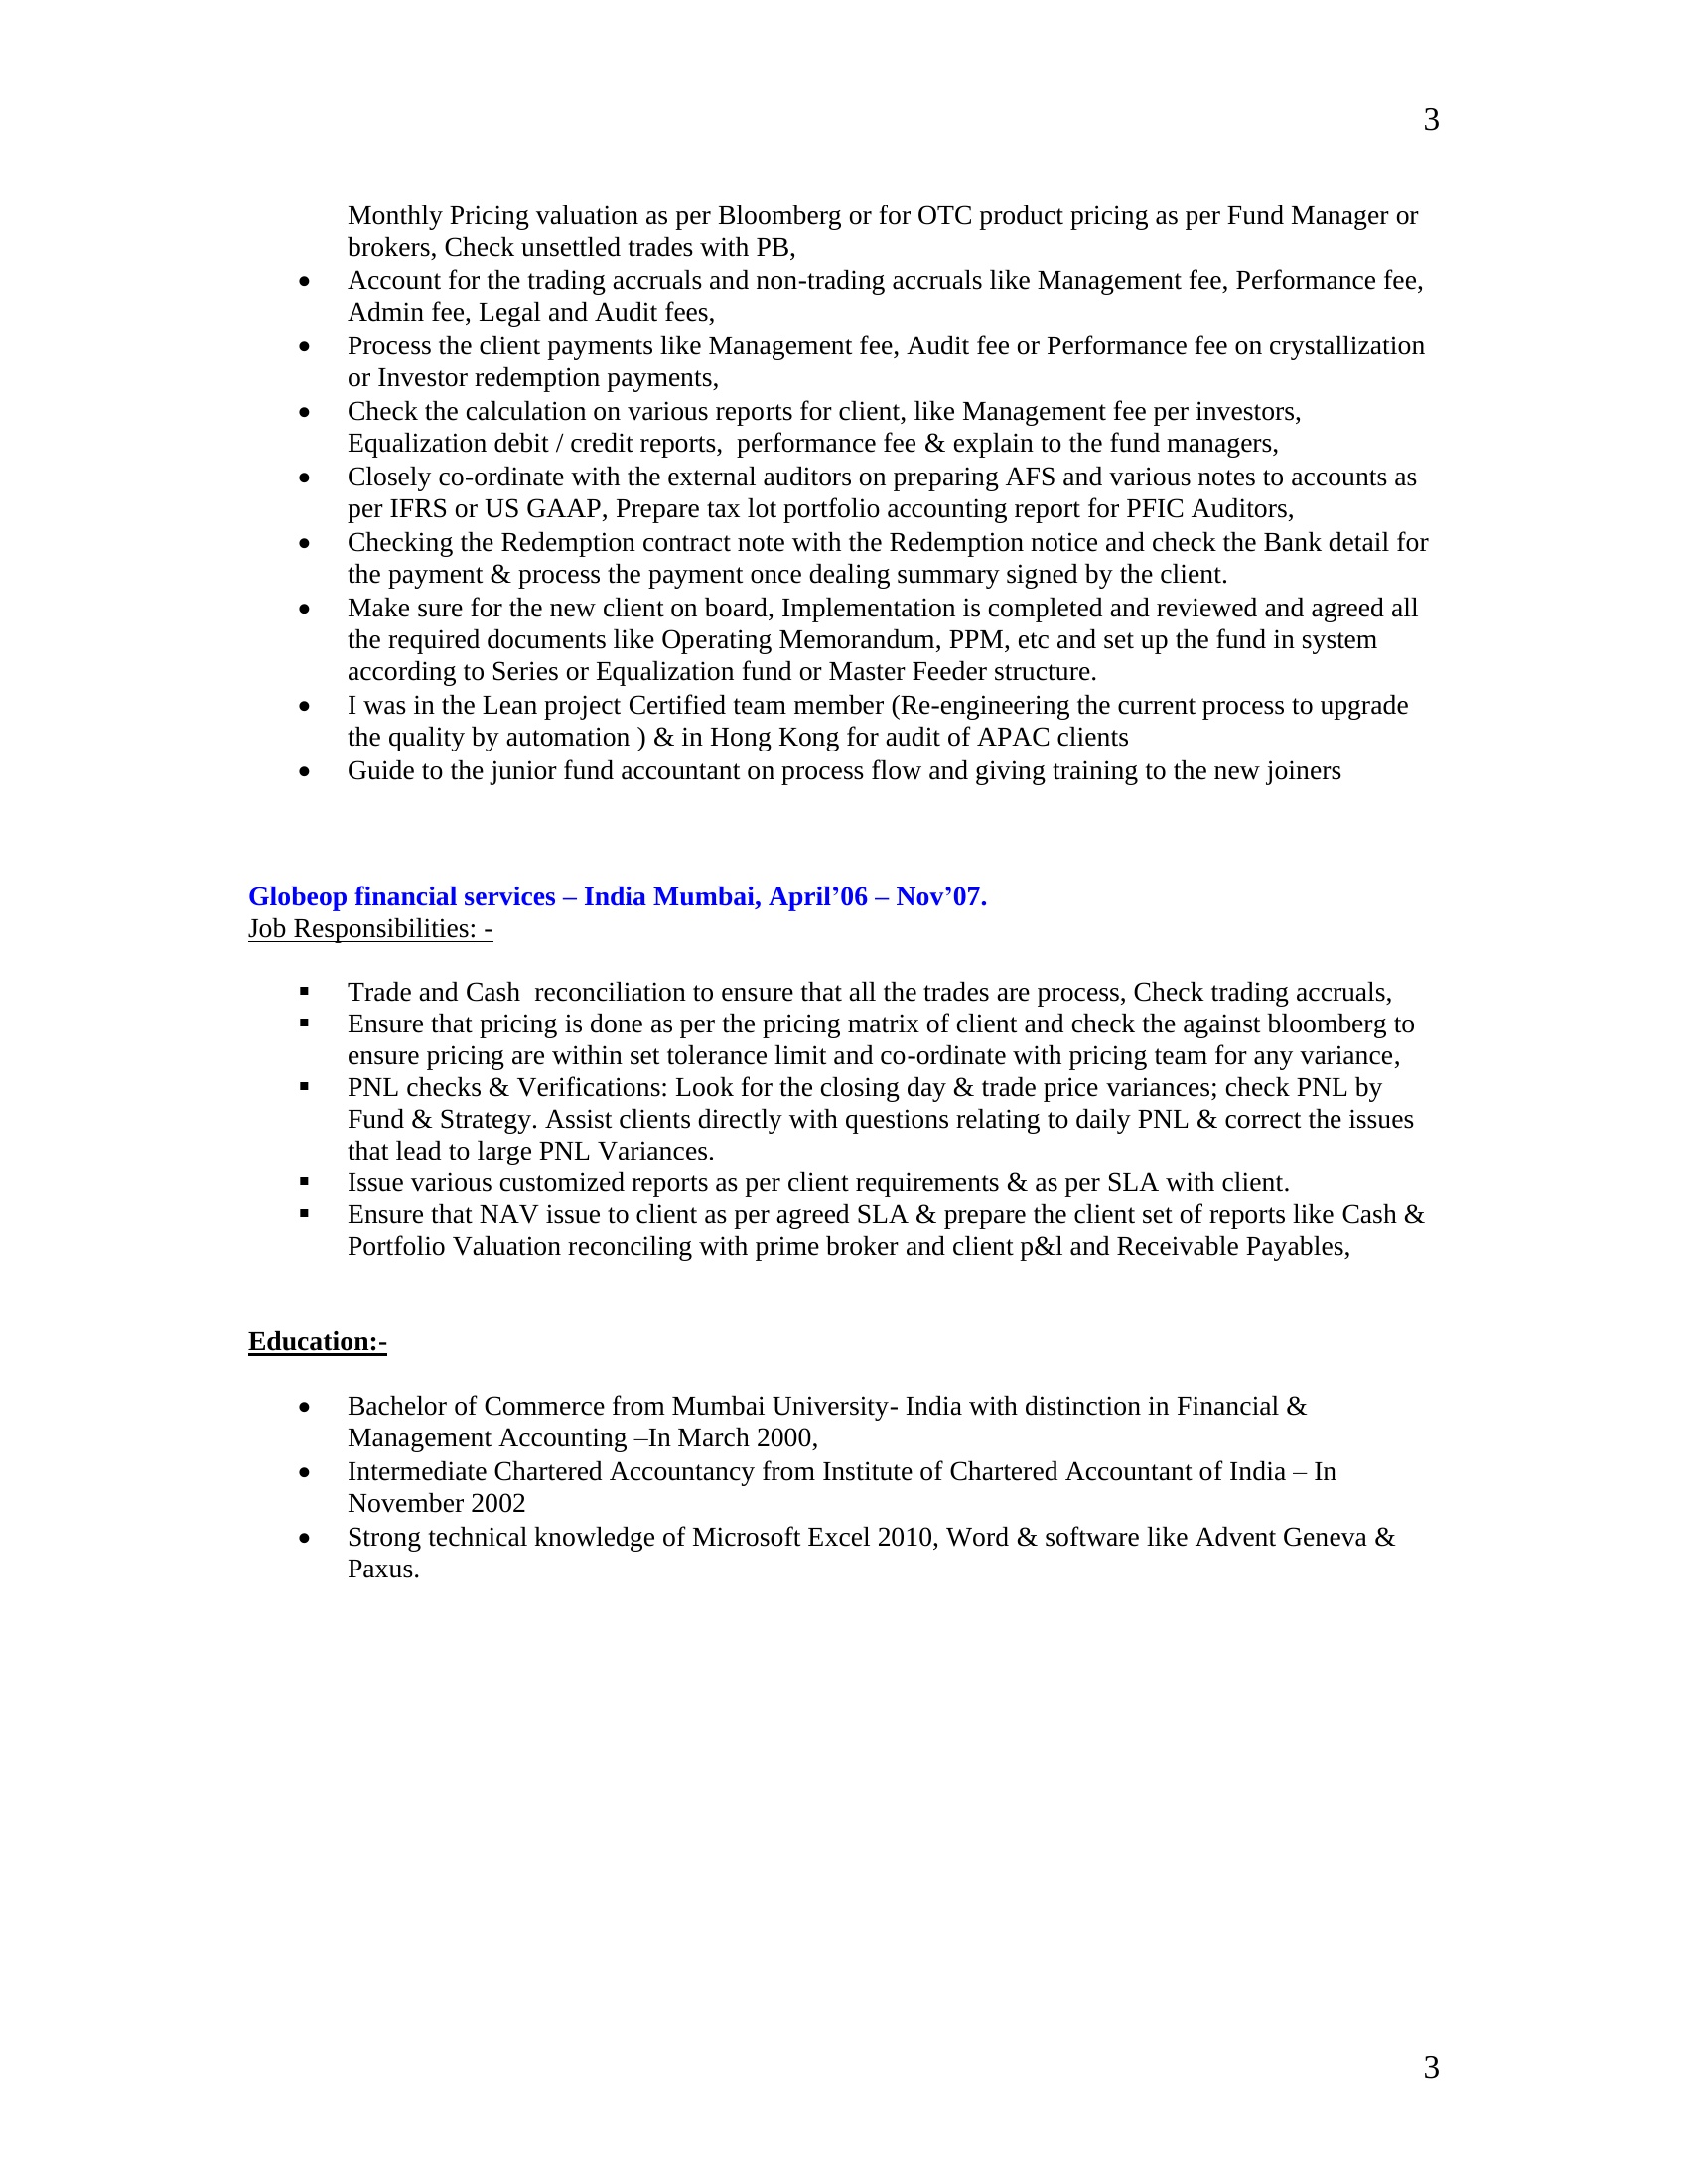 3
Monthly Pricing valuation as per Bloomberg or for OTC product pricing as per Fund Manager or
brokers, Check unsettled trades with PB,
• Account for the trading accruals and non-trading accruals like Management fee, Performance fee,
Admin fee, Legal and Audit fees,
• Process the client payments like Management fee, Audit fee or Performance fee on crystallization
or Investor redemption payments,
• Check the calculation on various reports for client, like Management fee per investors,
Equalization debit / credit reports,  performance fee & explain to the fund managers,
• Closely co-ordinate with the external auditors on preparing AFS and various notes to accounts as
per IFRS or US GAAP, Prepare tax lot portfolio accounting report for PFIC Auditors,
• Checking the Redemption contract note with the Redemption notice and check the Bank detail for
the payment & process the payment once dealing summary signed by the client.
• Make sure for the new client on board, Implementation is completed and reviewed and agreed all
the required documents like Operating Memorandum, PPM, etc and set up the fund in system
according to Series or Equalization fund or Master Feeder structure.
• I was in the Lean project Certified team member (Re-engineering the current process to upgrade
the quality by automation ) & in Hong Kong for audit of APAC clients
• Guide to the junior fund accountant on process flow and giving training to the new joiners
Globeop financial services – India Mumbai, April’06 – Nov’07.
Job Responsibilities: -
▪ Trade and Cash  reconciliation to ensure that all the trades are process, Check trading accruals,
▪ Ensure that pricing is done as per the pricing matrix of client and check the against bloomberg to
ensure pricing are within set tolerance limit and co-ordinate with pricing team for any variance,
▪ PNL checks & Verifications: Look for the closing day & trade price variances; check PNL by
Fund & Strategy. Assist clients directly with questions relating to daily PNL & correct the issues
that lead to large PNL Variances.
▪ Issue various customized reports as per client requirements & as per SLA with client.
▪ Ensure that NAV issue to client as per agreed SLA & prepare the client set of reports like Cash &
Portfolio Valuation reconciling with prime broker and client p&l and Receivable Payables,
Education:-
• Bachelor of Commerce from Mumbai University- India with distinction in Financial &
Management Accounting –In March 2000,
• Intermediate Chartered Accountancy from Institute of Chartered Accountant of India – In
November 2002
• Strong technical knowledge of Microsoft Excel 2010, Word & software like Advent Geneva &
Paxus.
3